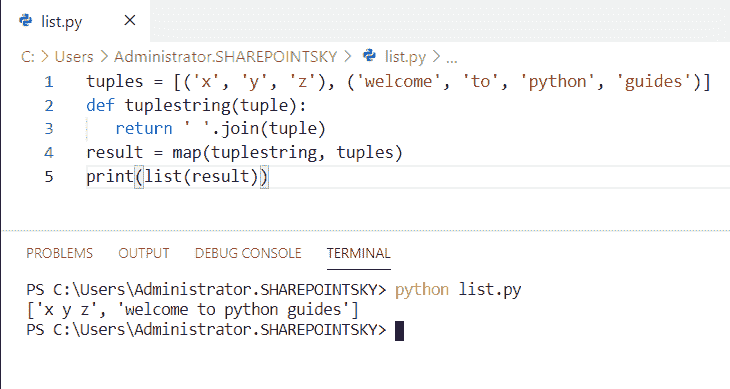 list.py ×
C: > Users > Administrator.SHAREPOINTSKY > list.py > ...
1 tuples = [('x', 'y', 'z'), ('welcome', 'to', 'python', 'guides')]
2 def tuplestring(tuple):
3 return ' '.join(tuple)
4 result = map(tuplestring, tuples)
5 print(list(result))
PROBLEMS OUTPUT DEBUG CONSOLE TERMINAL
PS C:\Users\Administrator.SHAREPOINTSKY> python list.py
['x y z', 'welcome to python guides']
PS C:\Users\Administrator.SHAREPOINTSKY>